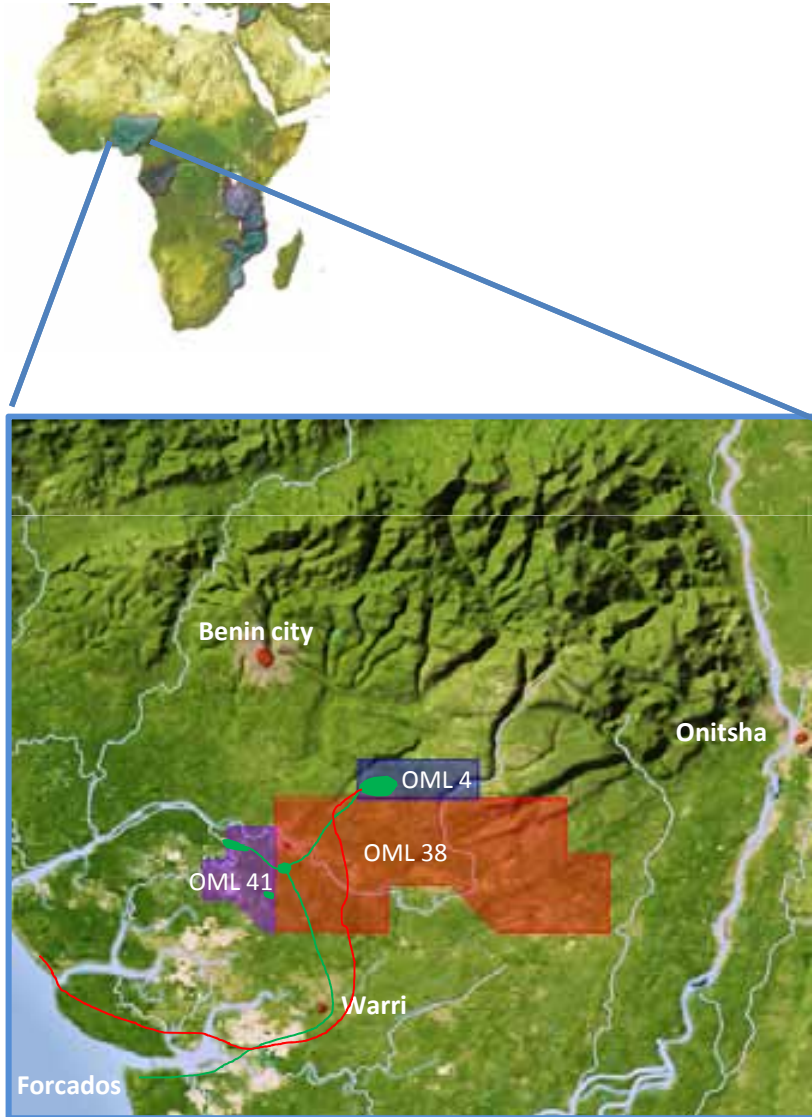 Benin city
Onitsha
OML 4
OML 38
OML 41
Warri
Forcados